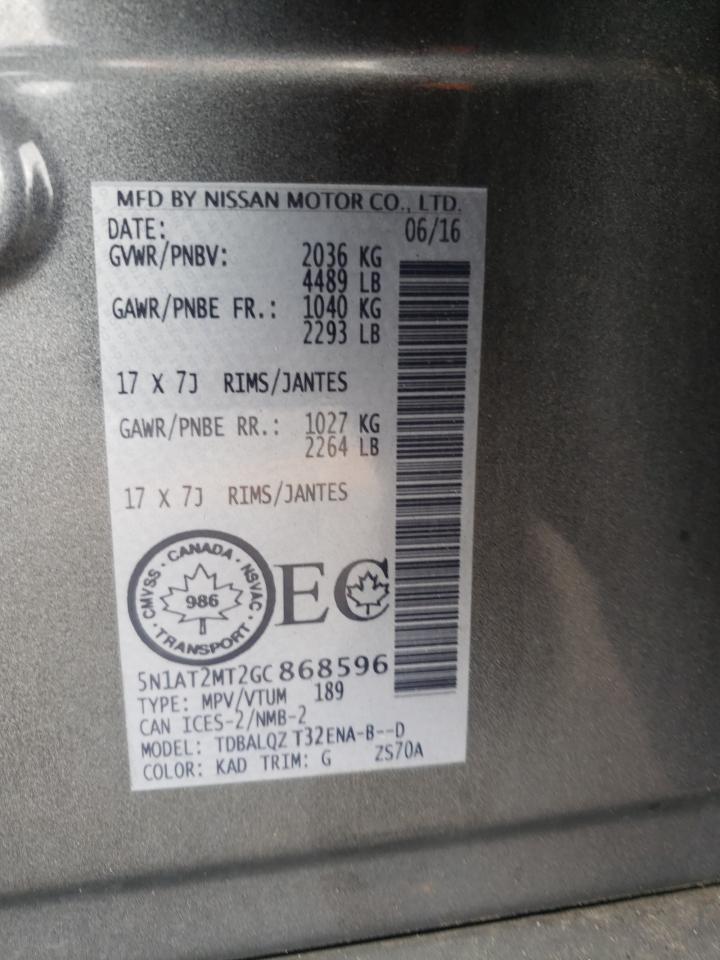 MFD BY NISSAN MOTOR CO., LTD.
DATE: 06/16
GVWR/PNBV: 2036 KG
4489 LB
GAWR/PNBE FR.: 1040 KG
2293 LB
17 X 7J RIMS/JANTES
GAWR/PNBE RR.: 1027 KG
2264 LB
17 X 7J RIMS/JANTES
CANADA · NSVAC · TRANSPORT · CMVSS ·
986
EC
5N1AT2MT2GC868596
TYPE: MPV/VTUM 189
CAN ICES-2/NMB-2
MODEL: TDBALQZ T32ENA-B--D
COLOR: KAD TRIM: G ZS70A